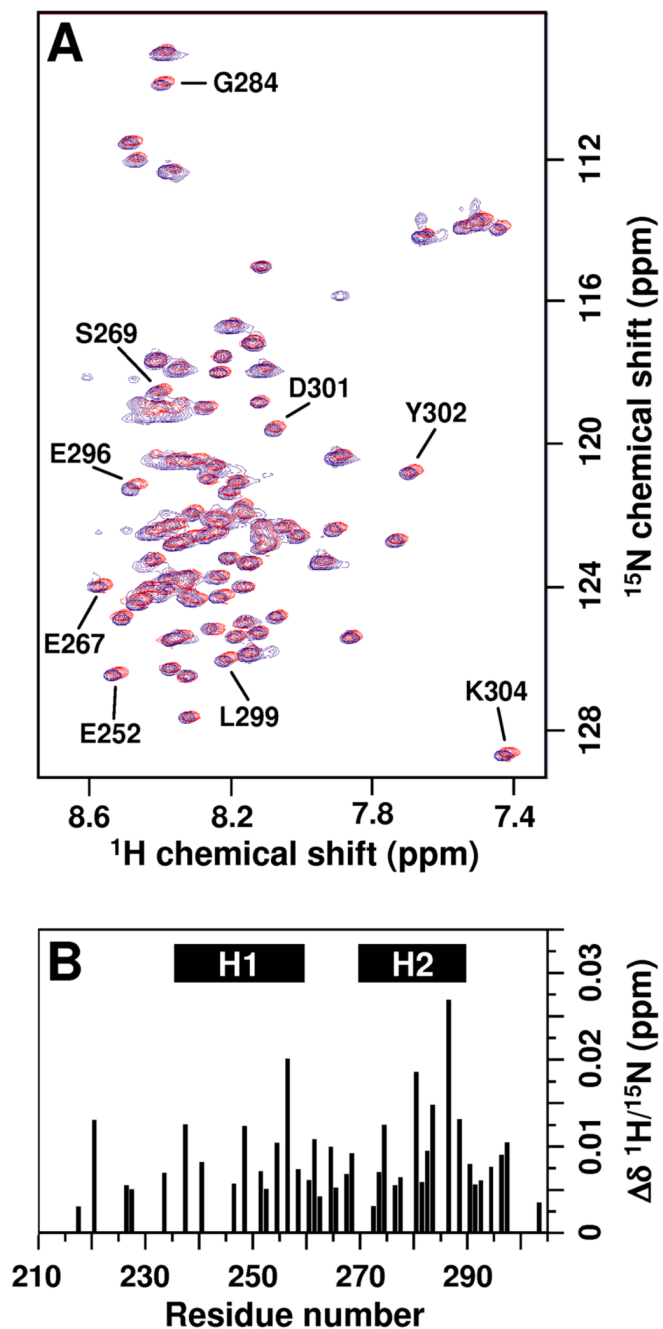 A
G284
112
S269
116
D301
Y302
120
E296
15N chemical shift (ppm)
124
E267
L299
K304
E252
128
8.6 8.2 7.8 7.4
1H chemical shift (ppm)
B
H1 H2
0.03
0.02
0.01
0
Δδ 1H/15N (ppm)
210 230 250 270 290
Residue number